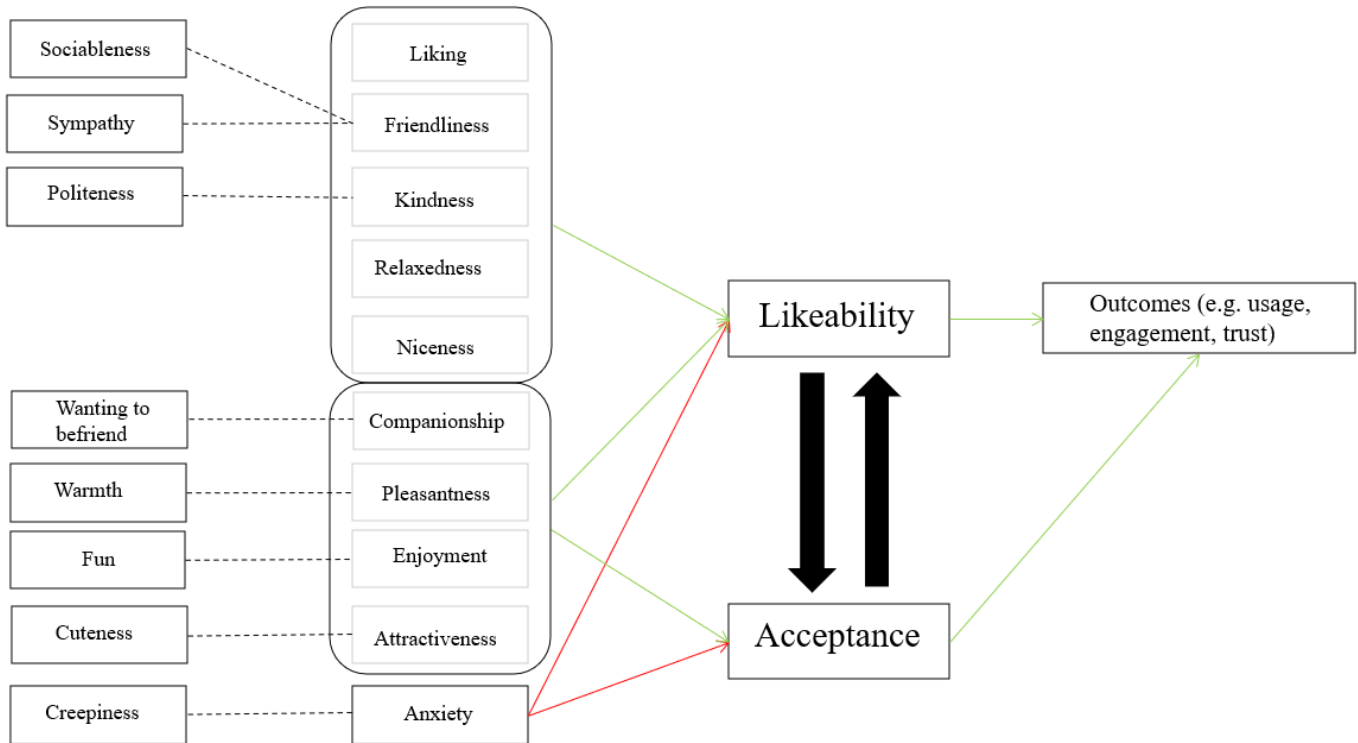 Sociableness
Sympathy
Politeness
Wanting to
befriend
Warmth
Fun
Cuteness
Creepiness
Liking
Friendliness
Kindness
Relaxedness
Niceness
Companionship
Pleasantness
Enjoyment
Attractiveness
Anxiety
Likeability
Acceptance
Outcomes (e.g. usage,
engagement, trust)